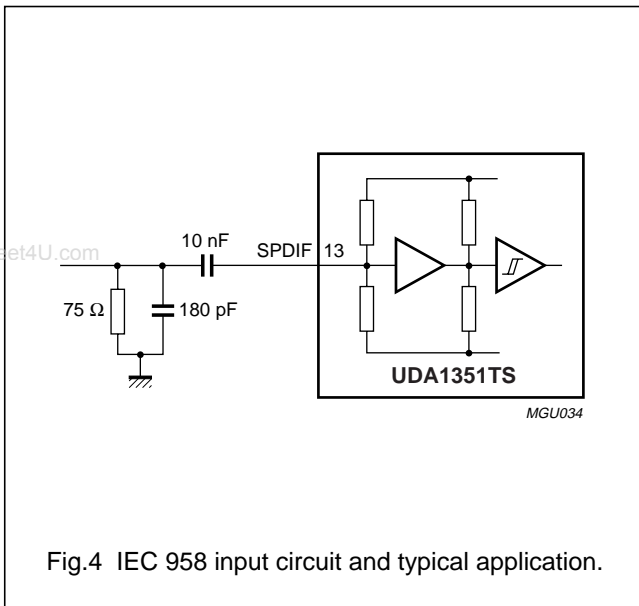 10 nF
SPDIF 13
et4U.com
75 Ω
180 pF
UDA1351TS
MGU034
Fig.4 IEC 958 input circuit and typical application.